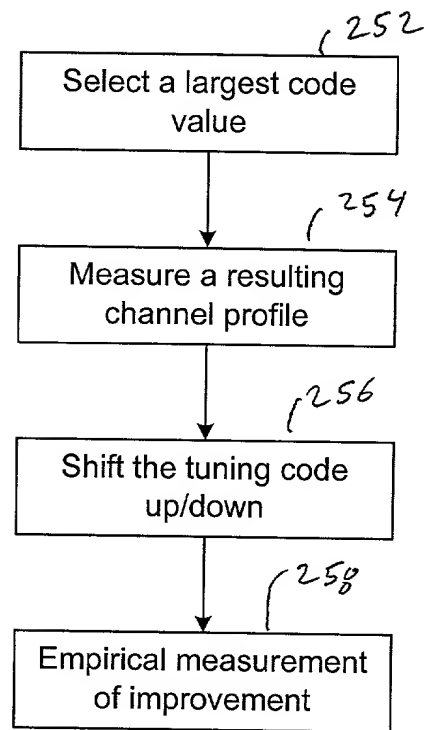 252
Select a largest code
value
254
Measure a resulting
channel profile
256
Shift the tuning code
up/down
258
Empirical measurement
of improvement